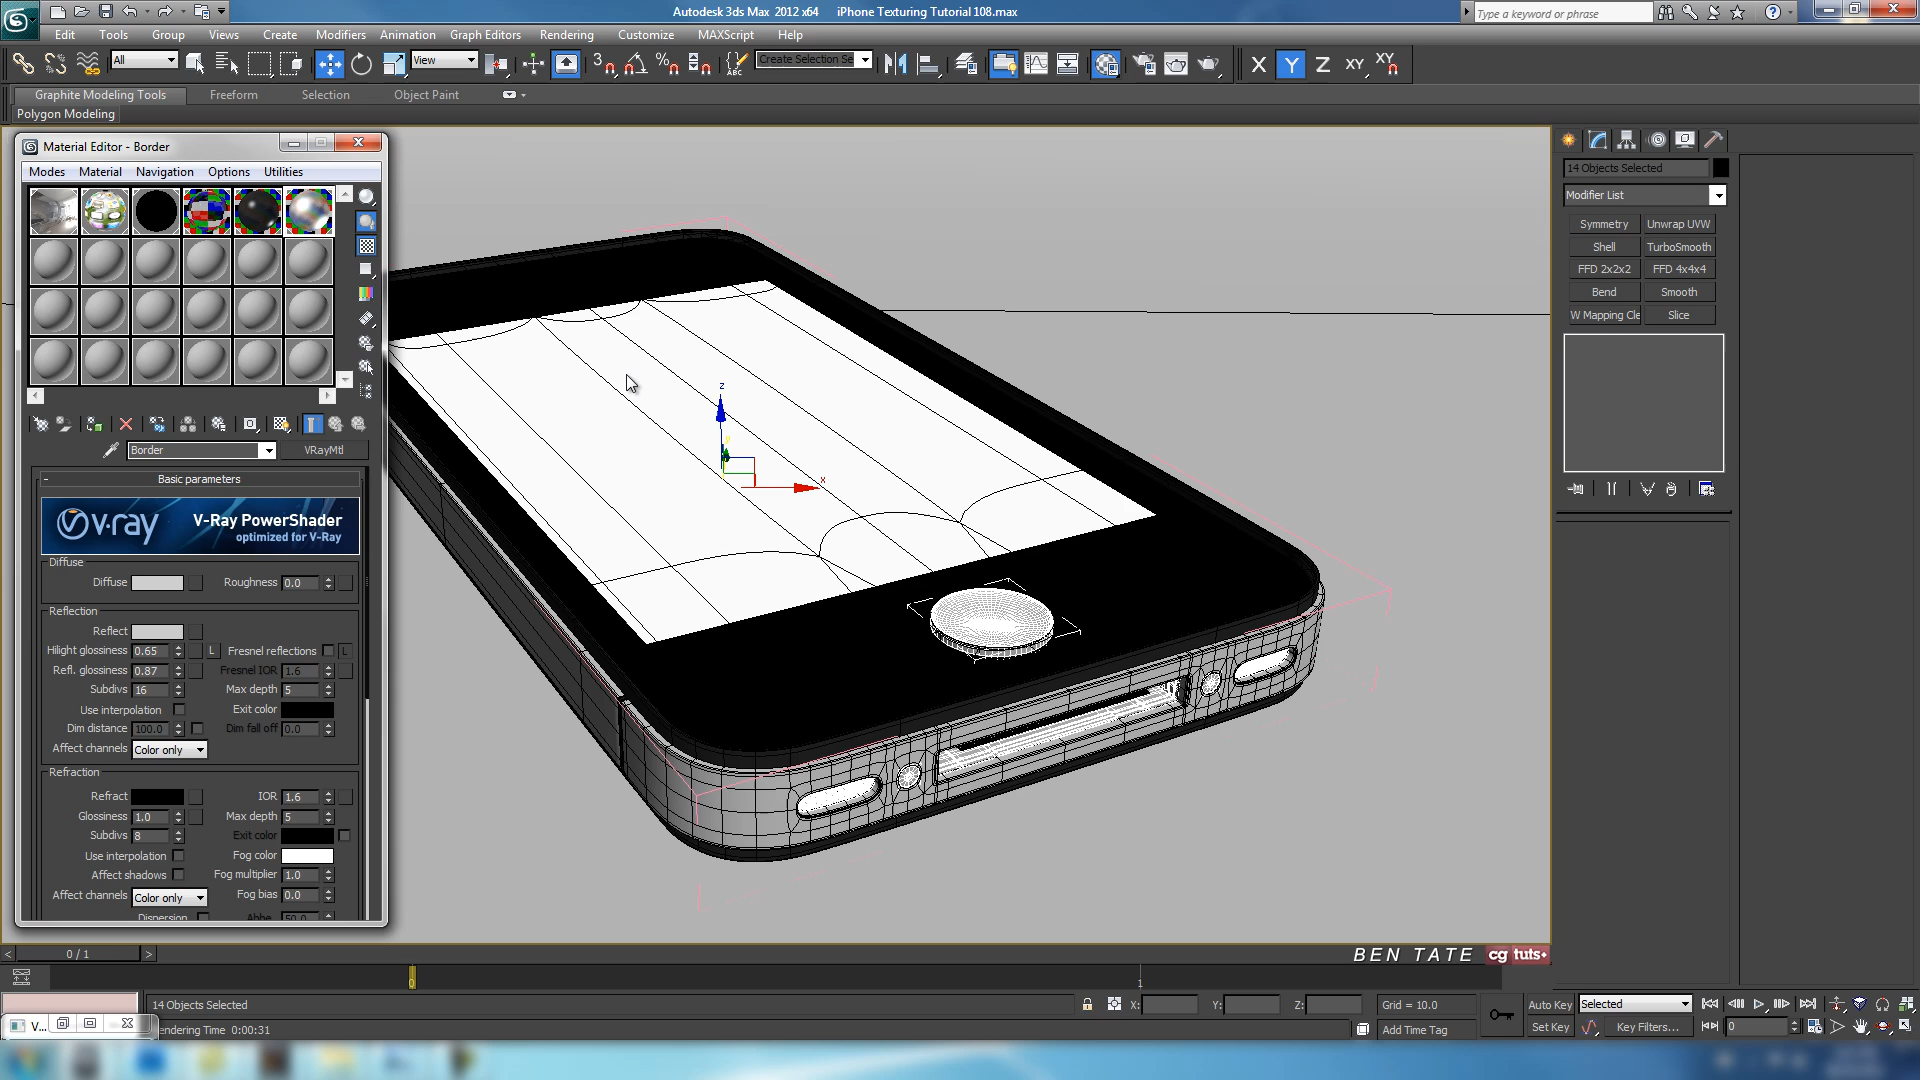 Autodesk 3ds Max 2012 x64 iPhone Texturing Tutorial 108.max
Type a keyword or phrase
Edit Tools Group Views Create Modifiers Animation Graph Editors Rendering Customize MAXScript Help
All View Create Selection Se X Y Z XY XY
Graphite Modeling Tools Freeform Selection Object Paint
Polygon Modeling
Material Editor - Border
Modes Material Navigation Options Utilities
Border VRayMtl
Basic parameters
v·ray V-Ray PowerShader
optimized for V-Ray
Diffuse
Diffuse Roughness 0.0
Reflection
Reflect
Hilight glossiness 0.65 L Fresnel reflections L
Refl. glossiness 0.87 Fresnel IOR 1.6
Subdivs 16 Max depth 5
Use interpolation Exit color
Dim distance 100.0 Dim fall off 0.0
Affect channels Color only
Refraction
Refract IOR 1.6
Glossiness 1.0 Max depth 5
Subdivs 8 Exit color
Use interpolation Fog color
Affect shadows Fog multiplier 1.0
Affect channels Color only Fog bias 0.0
Dispersion Abbe 50.0
z
y
x
14 Objects Selected
Modifier List
Symmetry Unwrap UVW
Shell TurboSmooth
FFD 2x2x2 FFD 4x4x4
Bend Smooth
W Mapping Cle Slice
BEN TATE cg tuts+
< 0 / 1 >
0 1
14 Objects Selected X: Y: Z: Grid = 10.0 Auto Key Selected
V... endering Time 0:00:31 Add Time Tag Set Key Key Filters... 0